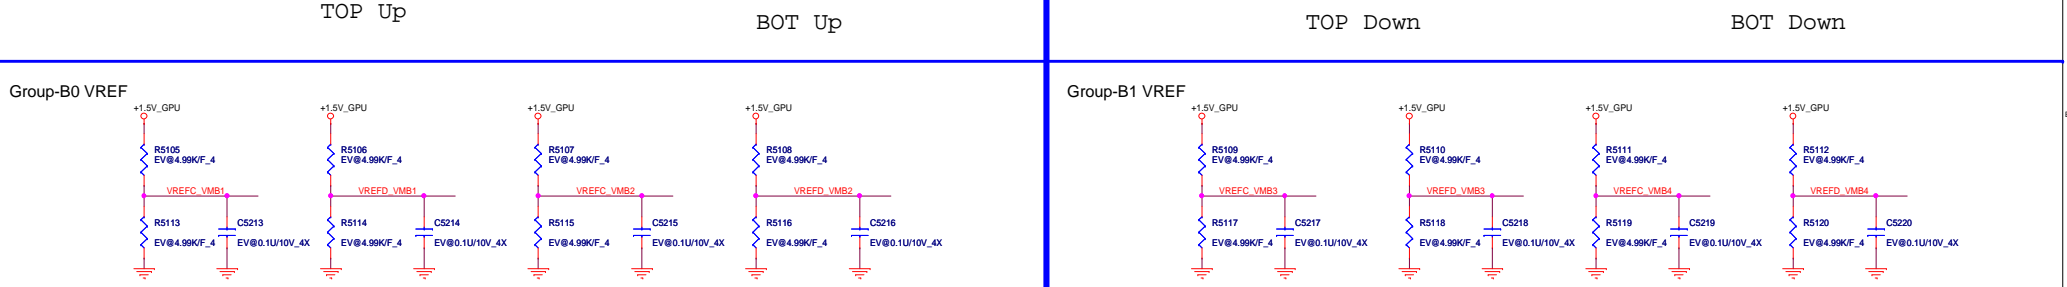 TOP Up
BOT Up
TOP Down
BOT Down
Group-B0 VREF
Group-B1 VREF
+1.5V_GPU
+1.5V_GPU
+1.5V_GPU
+1.5V_GPU
+1.5V_GPU
+1.5V_GPU
+1.5V_GPU
+1.5V_GPU
R5105
EV@4.99K/F_4
R5106
EV@4.99K/F_4
R5107
EV@4.99K/F_4
R5108
EV@4.99K/F_4
R5109
EV@4.99K/F_4
R5110
EV@4.99K/F_4
R5111
EV@4.99K/F_4
R5112
EV@4.99K/F_4
VREFC_VMB1
VREFD_VMB1
VREFC_VMB2
VREFD_VMB2
VREFC_VMB3
VREFD_VMB3
VREFC_VMB4
VREFD_VMB4
R5113
EV@4.99K/F_4
C5213
EV@0.1U/10V_4X
R5114
EV@4.99K/F_4
C5214
EV@0.1U/10V_4X
R5115
EV@4.99K/F_4
C5215
EV@0.1U/10V_4X
R5116
EV@4.99K/F_4
C5216
EV@0.1U/10V_4X
R5117
EV@4.99K/F_4
C5217
EV@0.1U/10V_4X
R5118
EV@4.99K/F_4
C5218
EV@0.1U/10V_4X
R5119
EV@4.99K/F_4
C5219
EV@0.1U/10V_4X
R5120
EV@4.99K/F_4
C5220
EV@0.1U/10V_4X